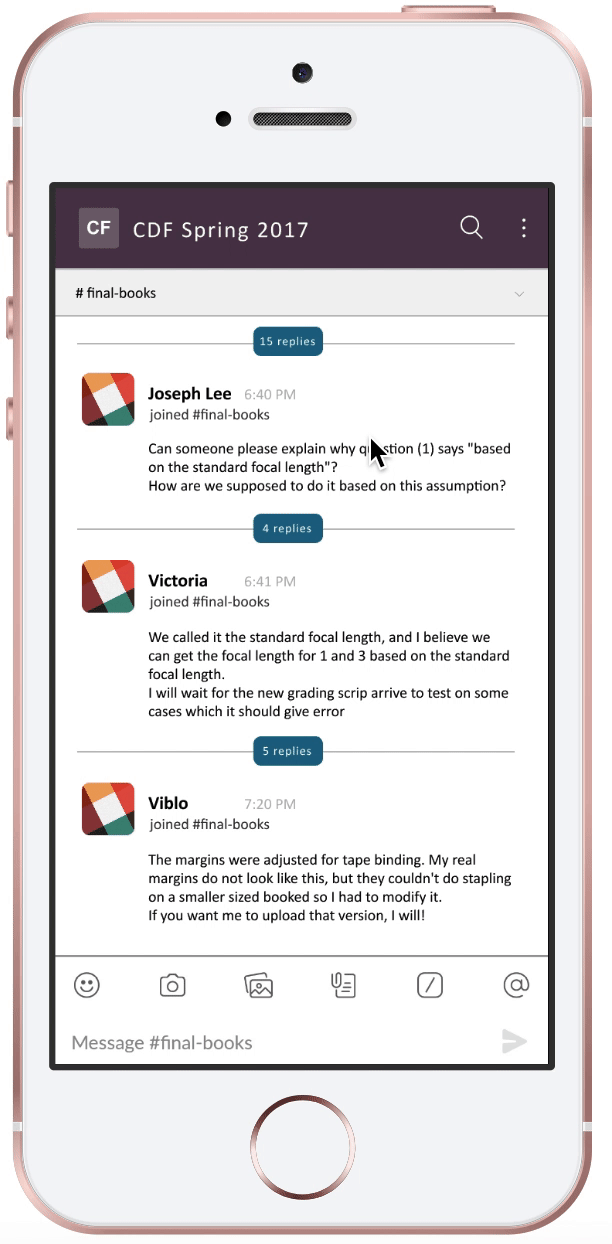 CF CDF Spring 2017
# final-books
15 replies
Joseph Lee 6:40 PM
joined #final-books
Can someone please explain why question (1) says "based
on the standard focal length"?
How are we supposed to do it based on this assumption?
4 replies
Victoria 6:41 PM
joined #final-books
We called it the standard focal length, and I believe we
can get the focal length for 1 and 3 based on the standard
focal length.
I will wait for the new grading scrip arrive to test on some
cases which it should give error
5 replies
Viblo 7:20 PM
joined #final-books
The margins were adjusted for tape binding. My real
margins do not look like this, but they couldn't do stapling
on a smaller sized booked so I had to modify it.
If you want me to upload that version, I will!
Message #final-books